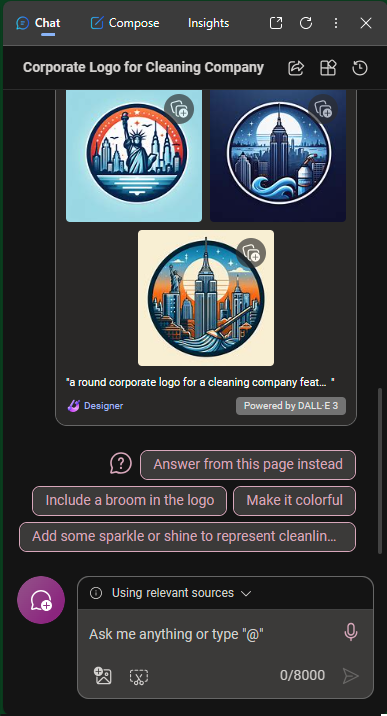 Chat
Compose
Insights
Corporate Logo for Cleaning Company
"a round corporate logo for a cleaning company feat... "
Designer
Powered by DALL·E 3
Answer from this page instead
Include a broom in the logo
Make it colorful
Add some sparkle or shine to represent cleanlin...
Using relevant sources
Ask me anything or type "@"
0/8000